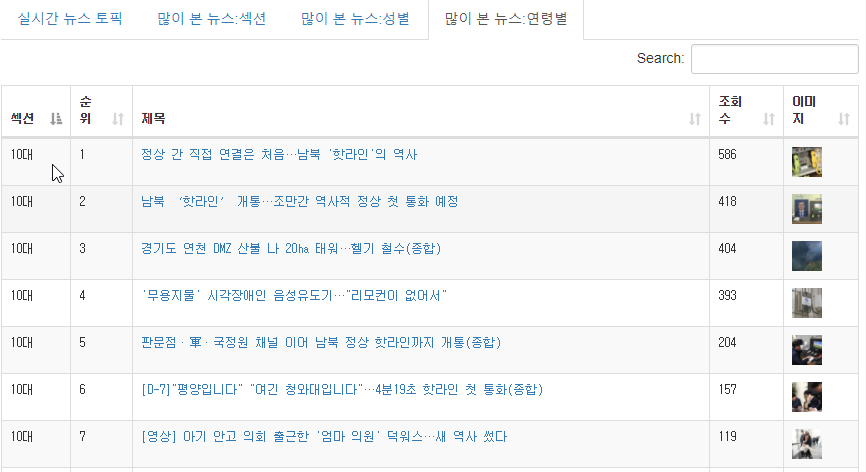 실시간 뉴스 토픽 많이 본 뉴스:섹션 많이 본 뉴스:성별 많이 본 뉴스:연령별
Search:
섹션 순위 제목 조회수 이미지
10대 1 정상 간 직접 연결은 처음…남북 '핫라인'의 역사 586
10대 2 남북 ‘핫라인’ 개통…조만간 역사적 정상 첫 통화 예정 418
10대 3 경기도 연천 DMZ 산불 나 20㏊ 태워…헬기 철수(종합) 404
10대 4 '무용지물' 시각장애인 음성유도기…"리모컨이 없어서" 393
10대 5 판문점·軍·국정원 채널 이어 남북 정상 핫라인까지 개통(종합) 204
10대 6 [D-7]"평양입니다" "여긴 청와대입니다"…4분19초 핫라인 첫 통화(종합) 157
10대 7 [영상] 아기 안고 의회 출근한 '엄마 의원' 덕워스…새 역사 썼다 119